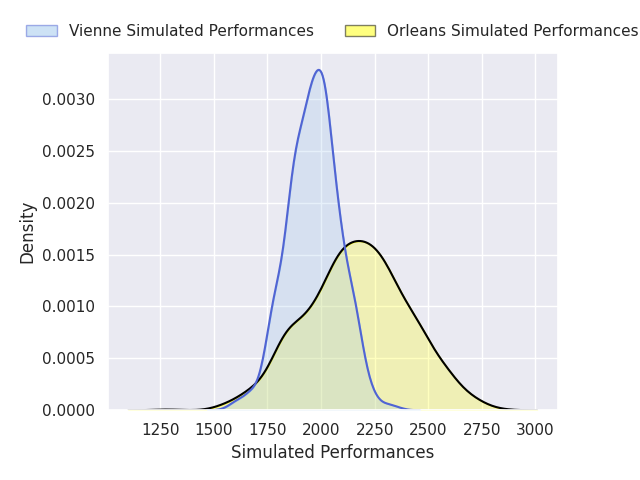 Vienne Simulated Performances Orleans Simulated Performances
0.0030
0.0025
0.0020
0.0015
0.0010
0.0005
0.0000
Density
1250 1500 1750 2000 2250 2500 2750 3000
Simulated Performances